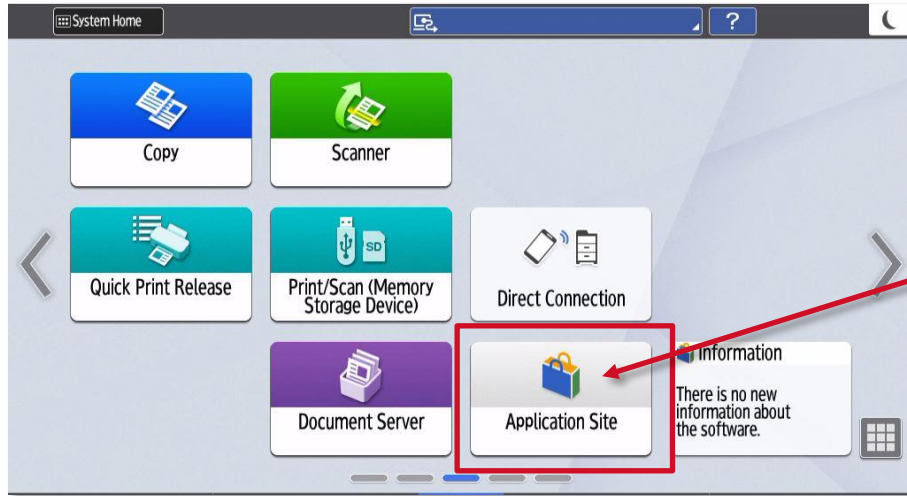 System Home
?
Copy
Scanner
SD
Quick Print Release
Print/Scan (Memory
Storage Device)
Direct Connection
Document Server
Application Site
Information
There is no new
information about
the software.